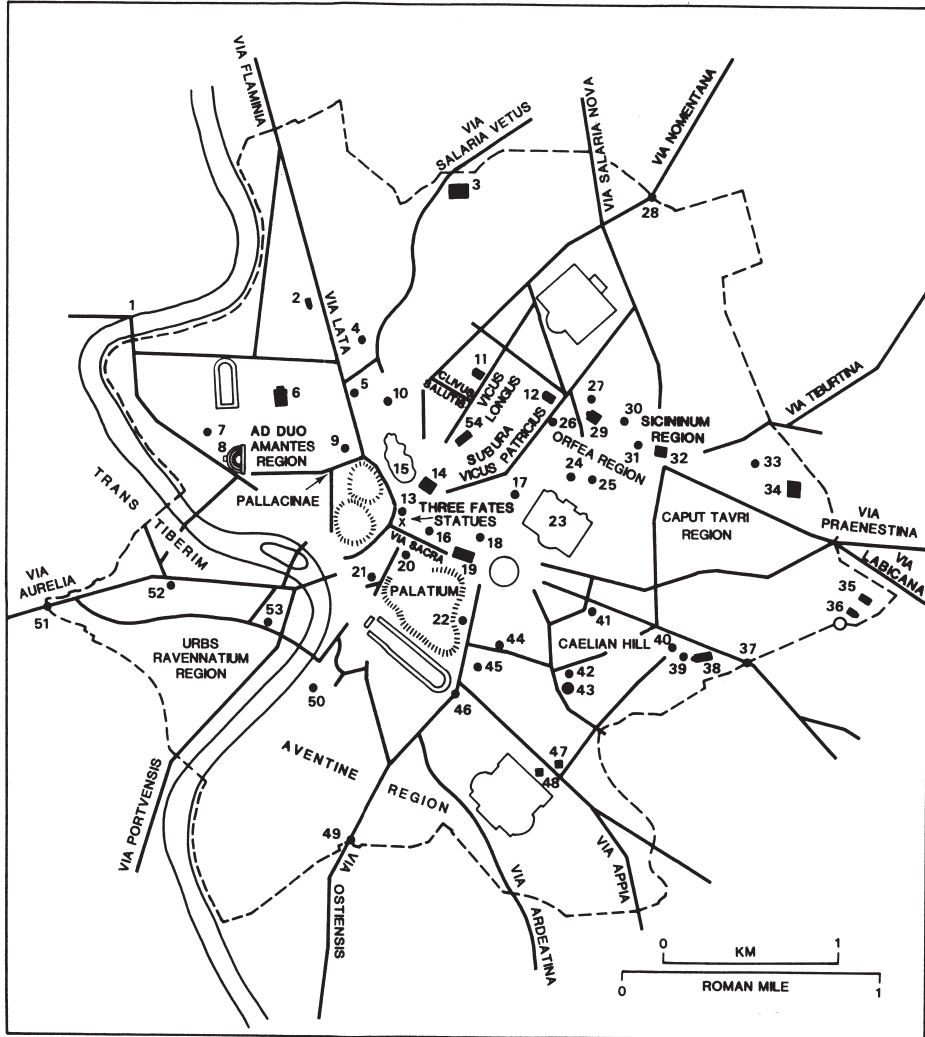 VIA FLAMINIA
VIA
SALARIA VETUS
VIA SALARIA NOVA
VIA NOMENTANA
3
28
1
2
VIA LATA
4
11
CLIVUS
SALUTIS
VICUS
LONGUS
12
27
VIA TIBURTINA
5
10
6
29
30
SICININUM
REGION
26
54
SUBURA
VICUS PATRICIUS
ORFEA REGION
7
8
AD DUO
AMANTES
REGION
9
31
32
33
34
15
14
24
25
PALLACINAE
TRANS TIBERIM
13
17
THREE FATES
STATUES
X
23
CAPUT TAVRI
REGION
VIA
PRAENESTINA
VIA
LABICANA
16
18
VIA SACRA
19
20
21
PALATIUM
VIA
AURELIA
52
35
36
51
53
22
41
44
CAELIAN HILL
40
39
38
37
URBS
RAVENNATIUM
REGION
45
42
43
50
46
AVENTINE
REGION
47
48
VIA PORTVENSIS
49
VIA
OSTIENSIS
VIA
ARDEATINA
VIA APPIA
0 1
KM
ROMAN MILE
0 1